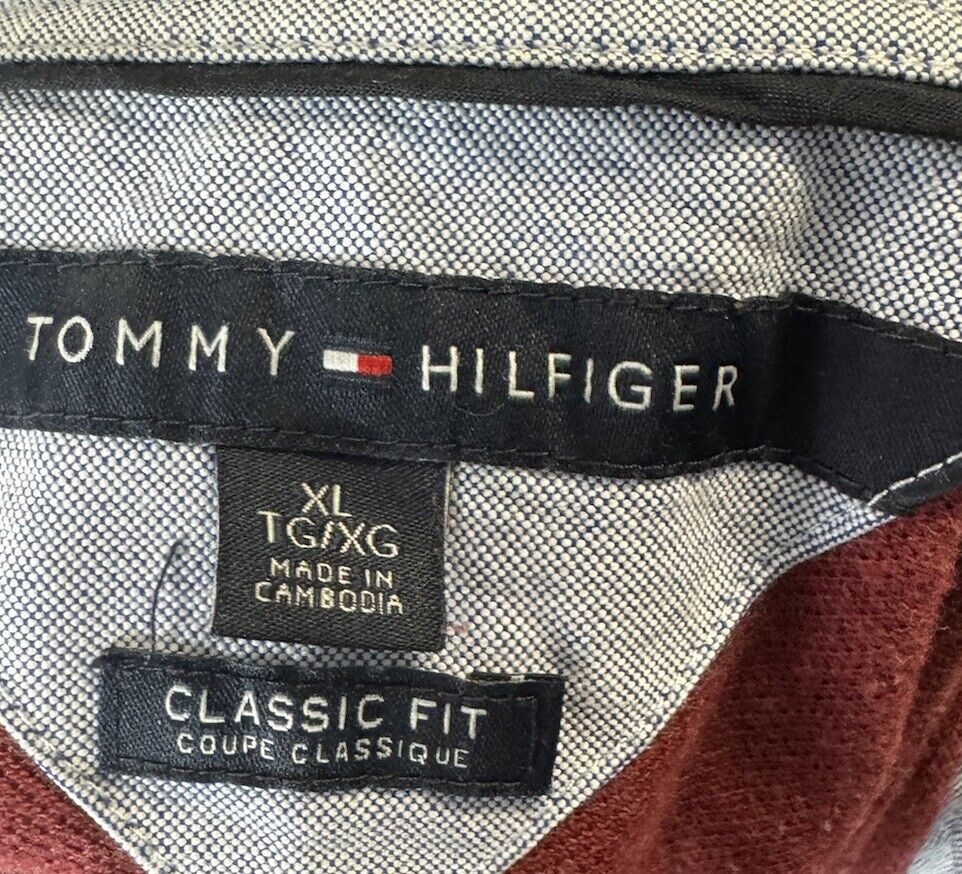 TOMMY HILFIGER
XL
TG/XG
MADE IN
CAMBODIA
CLASSIC FIT
COUPE CLASSIQUE